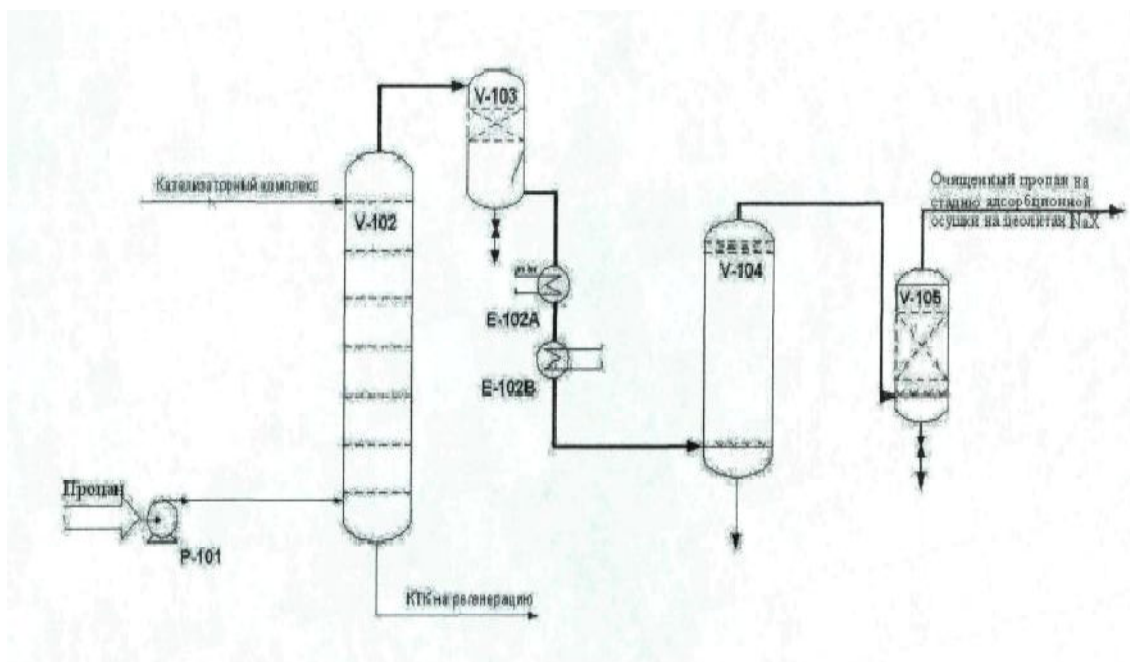 V-103
Катализаторный комплекс
V-102
Очищенный пропан на
стадию адсорбционной
осушки на цеолитах NaX
V-104
V-105
E-102A
E-102B
Пропан
P-101
КТК на регенерацию